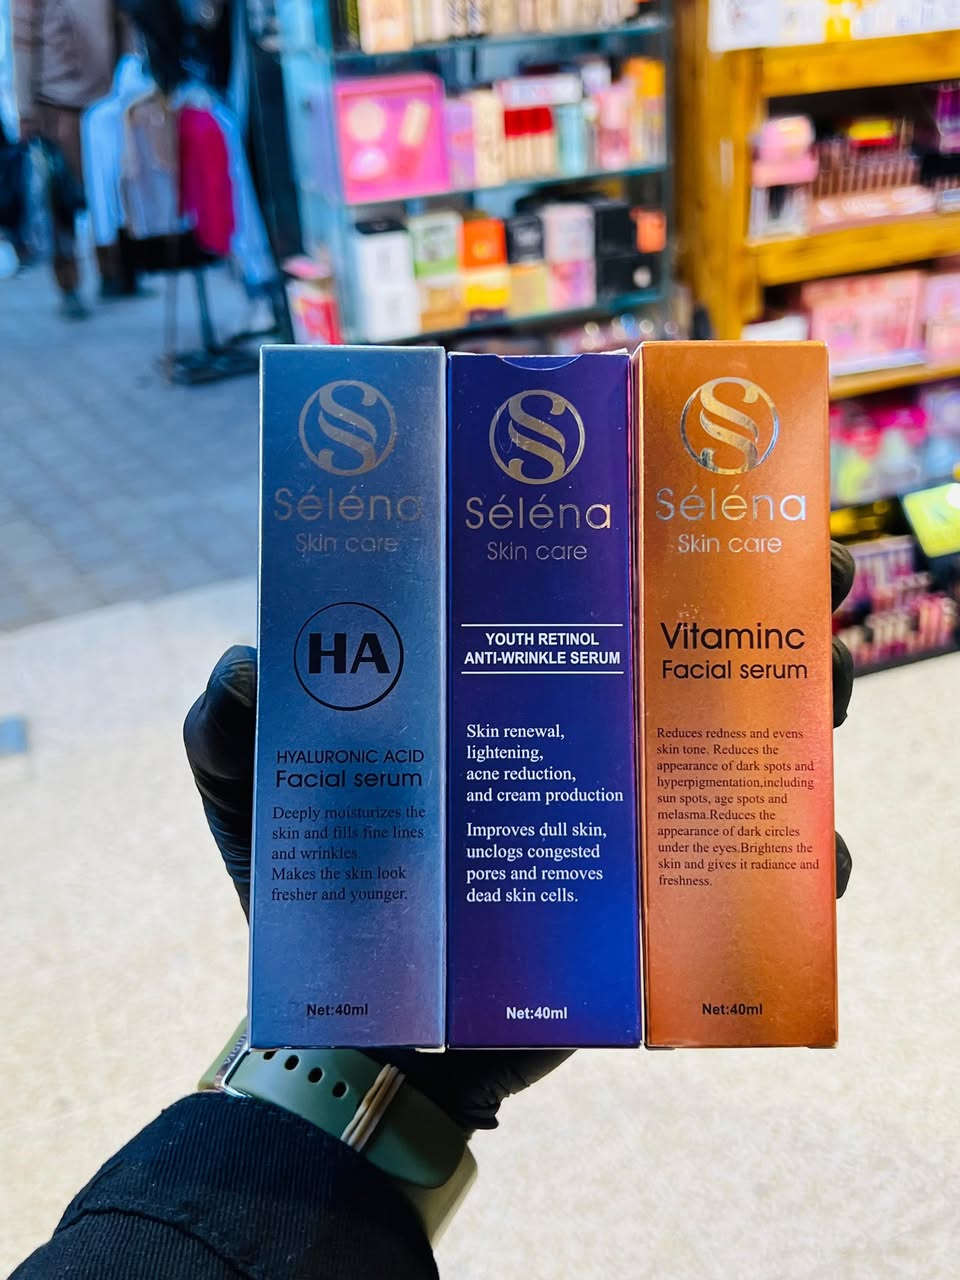 Séléna
Skin care
HA
HYALURONIC ACID
Facial serum
Deeply moisturizes the
skin and fills fine lines
and wrinkles.
Makes the skin look
fresher and younger.
Net:40ml
Séléna
Skin care
YOUTH RETINOL
ANTI-WRINKLE SERUM
Skin renewal,
lightening,
acne reduction,
and cream production
Improves dull skin,
unclogs congested
pores and removes
dead skin cells.
Net:40ml
Séléna
Skin care
Vitaminc
Facial serum
Reduces redness and evens
skin tone. Reduces the
appearance of dark spots and
hyperpigmentation,including
sun spots, age spots and
melasma.Reduces the
appearance of dark circles
under the eyes.Brightens the
skin and gives it radiance and
freshness.
Net:40ml